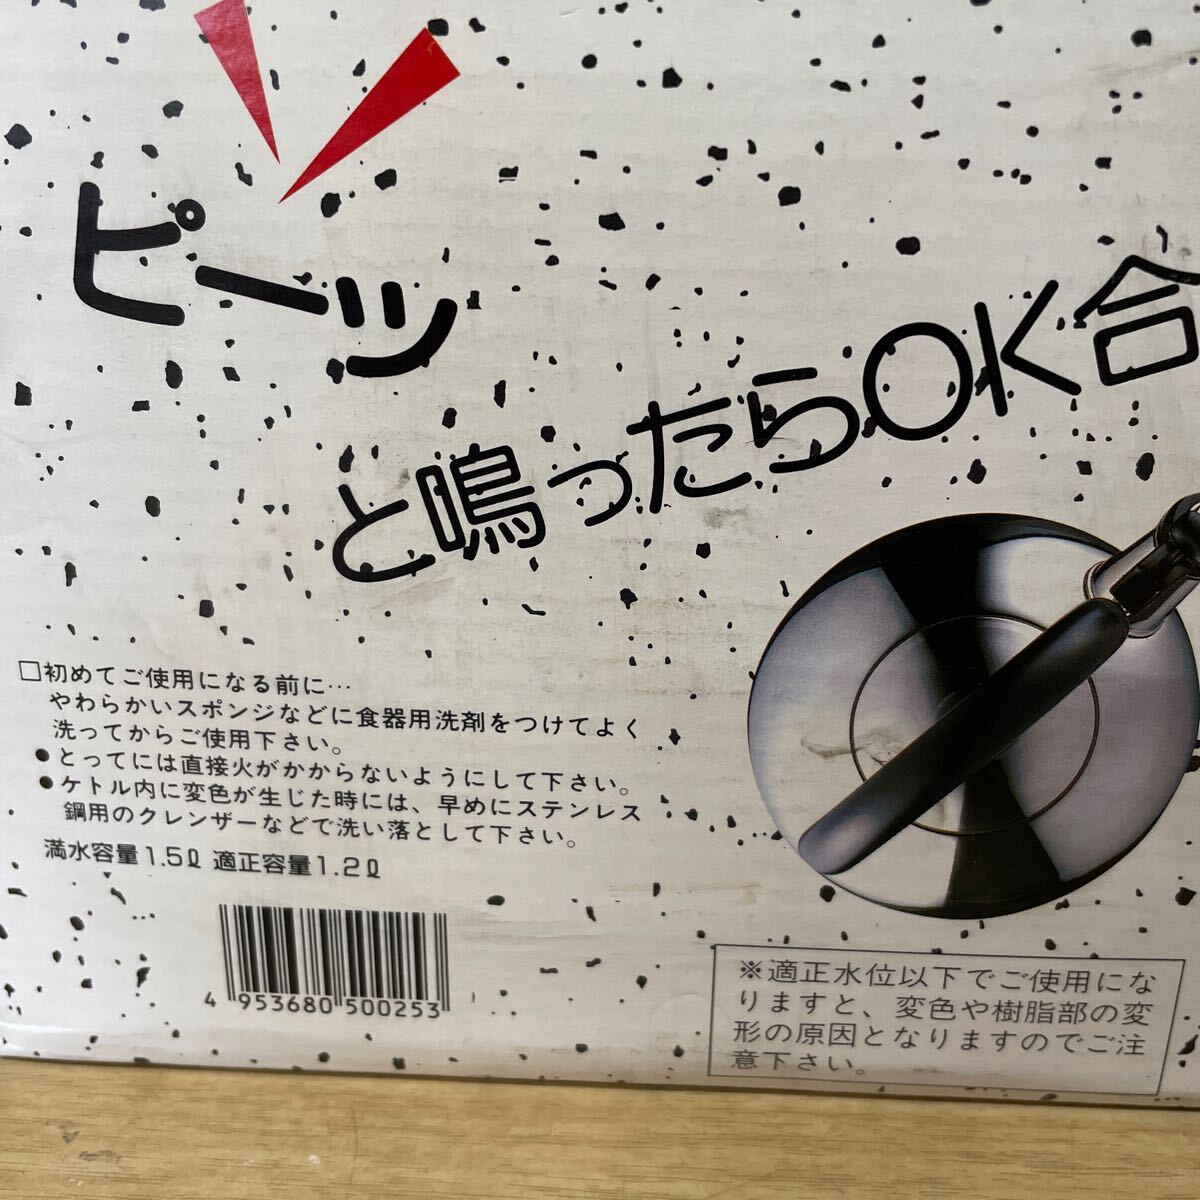 ピーッ
と鳴ったらOK合
□初めてご使用になる前に…
やわらかいスポンジなどに食器用洗剤をつけてよく
洗ってからご使用下さい。
●とってには直接火がかからないようにして下さい。
●ケトル内に変色が生じた時には、早めにステンレス
鋼用のクレンザーなどで洗い落として下さい。
満水容量1.5ℓ 適正容量1.2ℓ
4 953680 500253
※適正水位以下でご使用にな
りますと、変色や樹脂部の変
形の原因となりますのでご注
意下さい。